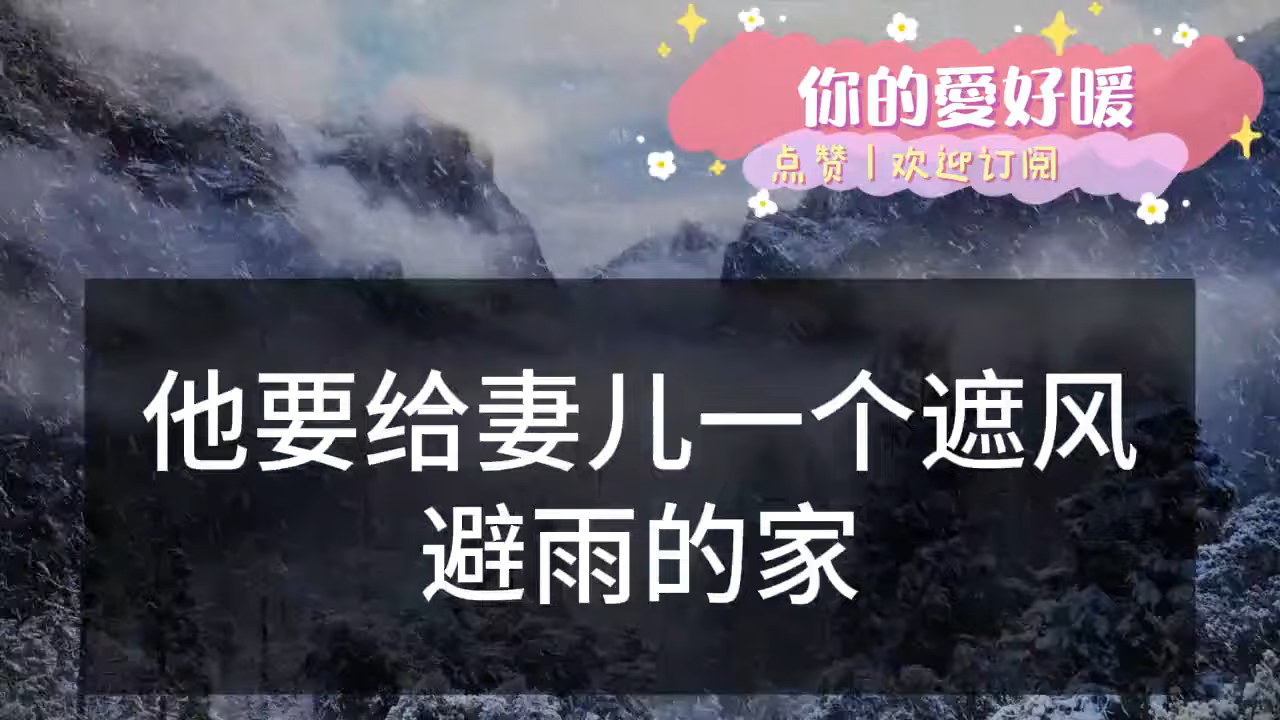 你的愛好暖
点赞 | 欢迎订阅
他要给妻儿一个遮风
避雨的家